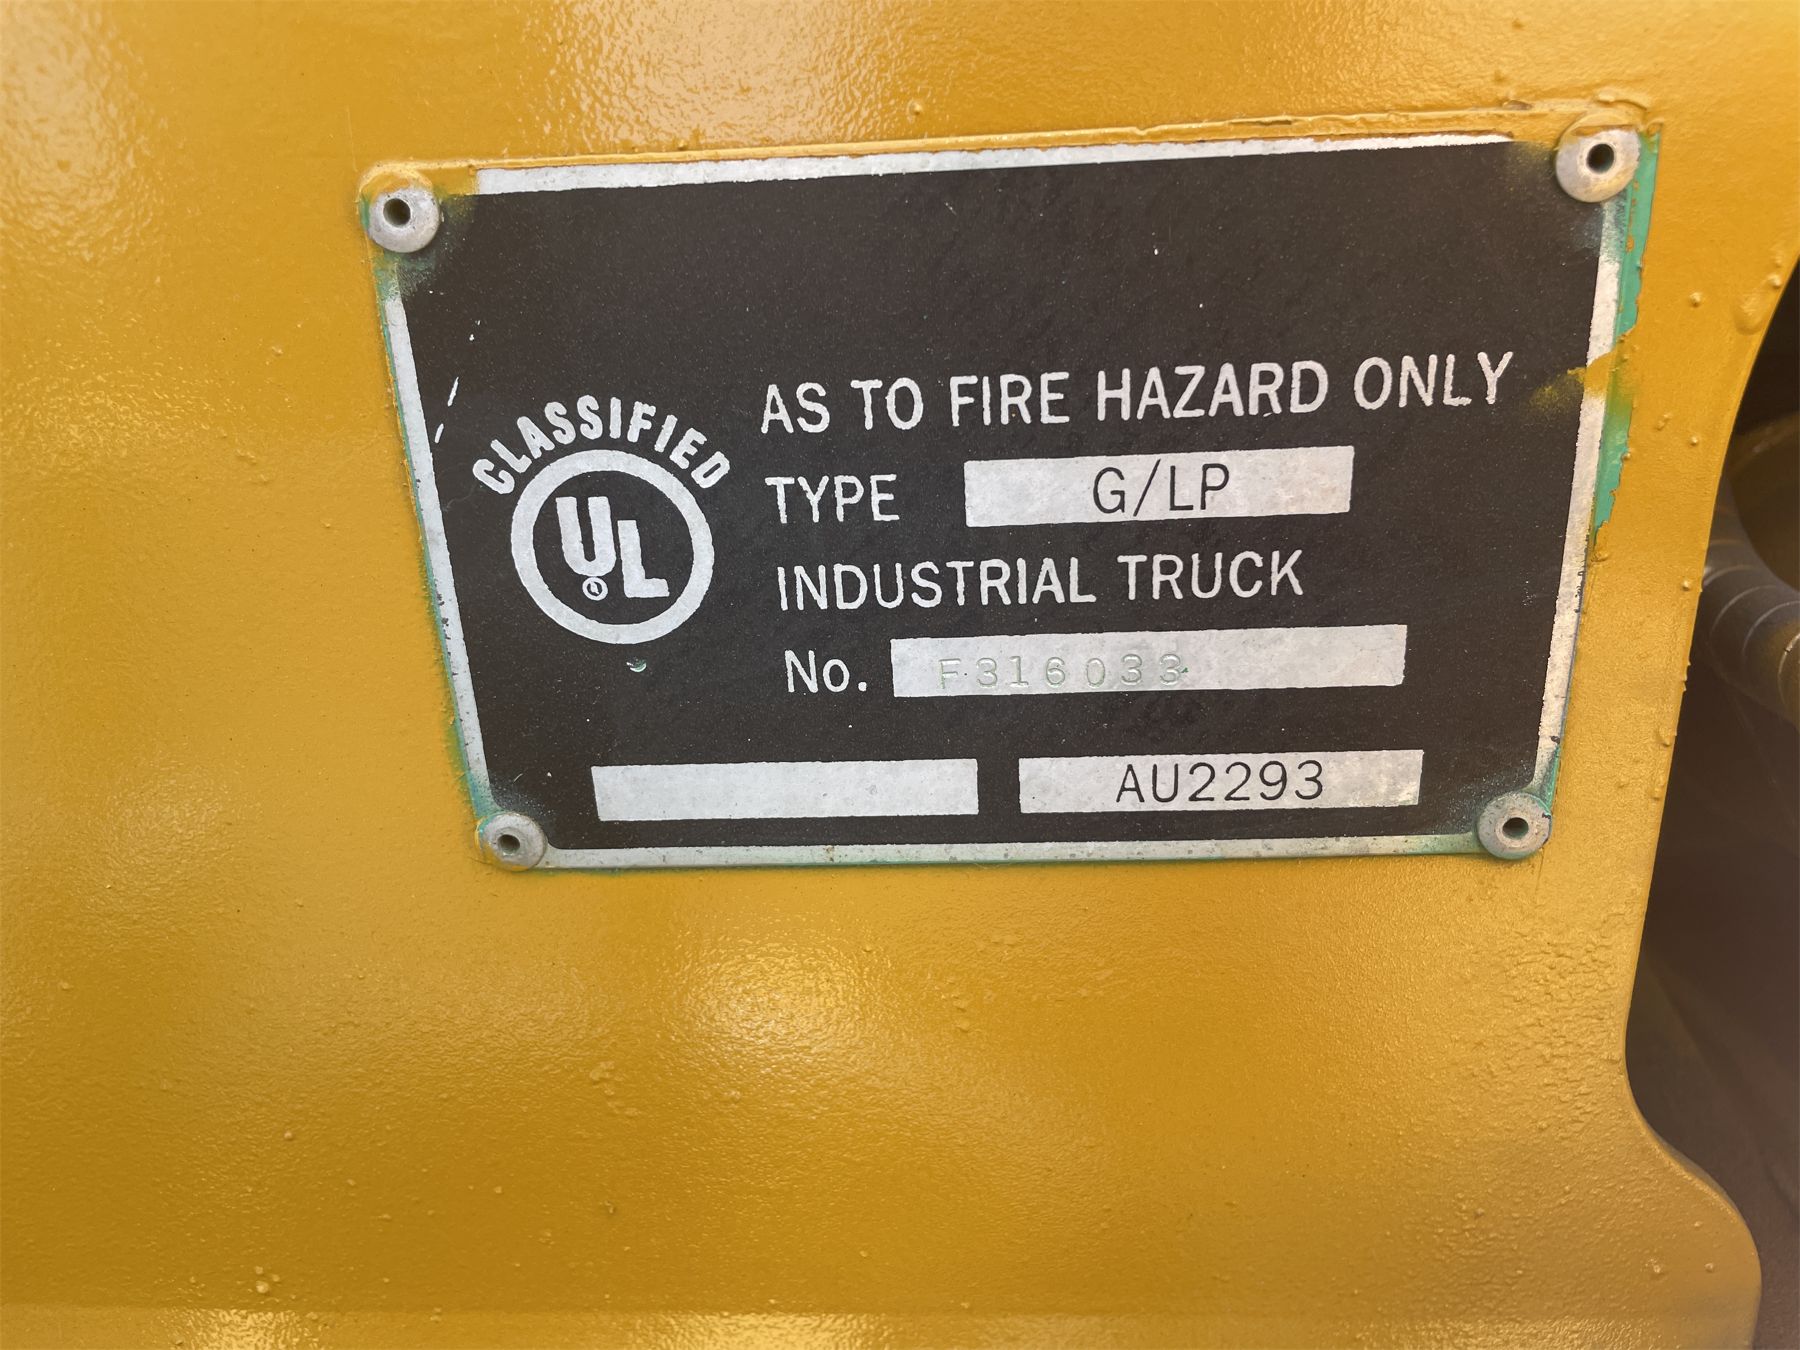 AS TO FIRE HAZARD ONLY
CLASSIFIED
UL
®
TYPE G/LP
INDUSTRIAL TRUCK
No. F316033
AU2293